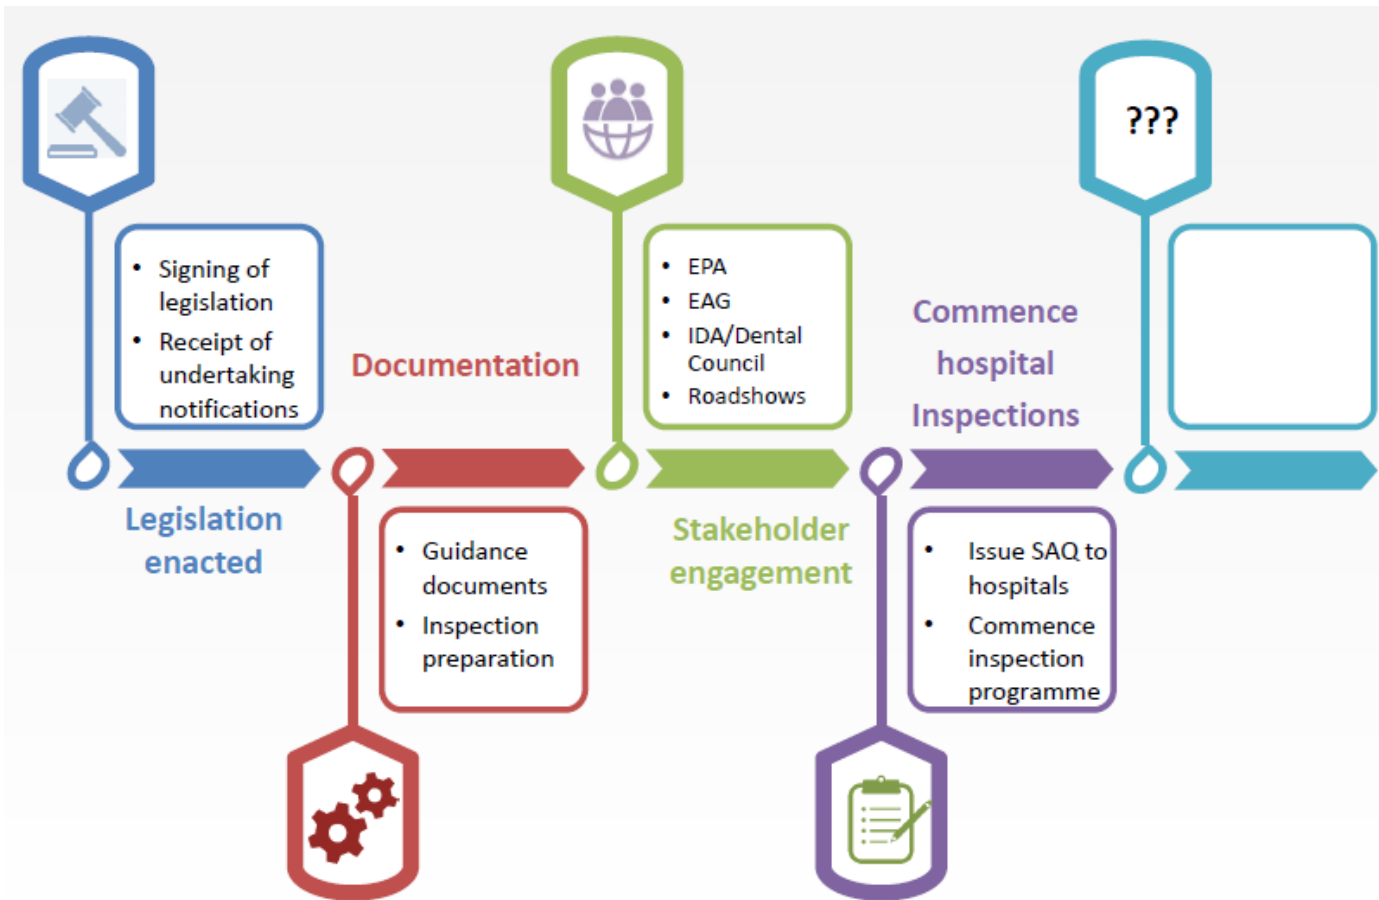 • Signing of
legislation
• Receipt of
undertaking
notifications
Legislation
enacted
Documentation
• Guidance
documents
• Inspection
preparation
• EPA
• EAG
• IDA/Dental
Council
• Roadshows
Stakeholder
engagement
Commence
hospital
Inspections
• Issue SAQ to
hospitals
• Commence
inspection
programme
???